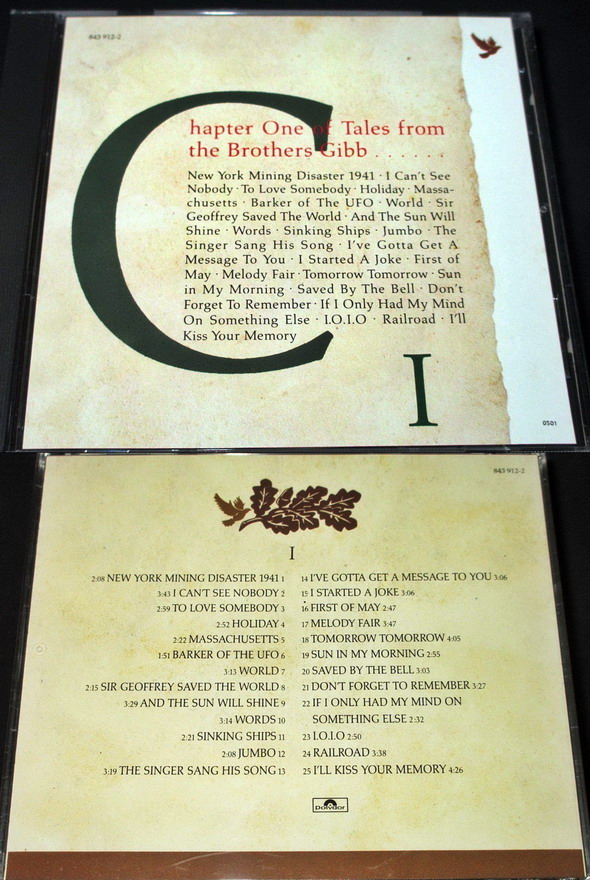 843 912-2
Chapter One of Tales from
the Brothers Gibb . . . . . .
New York Mining Disaster 1941 · I Can't See
Nobody · To Love Somebody · Holiday · Massa-
chusetts · Barker of The UFO · World · Sir
Geoffrey Saved The World · And The Sun Will
Shine · Words · Sinking Ships · Jumbo · The
Singer Sang His Song · I've Gotta Get A
Message To You · I Started A Joke · First of
May · Melody Fair · Tomorrow Tomorrow · Sun
in My Morning · Saved By The Bell · Don't
Forget To Remember · If I Only Had My Mind
On Something Else · I.O.I.O · Railroad · I'll
Kiss Your Memory
I
0501
843 912-2
I
2:08 NEW YORK MINING DISASTER 1941 1
3:43 I CAN'T SEE NOBODY 2
2:59 TO LOVE SOMEBODY 3
2:52 HOLIDAY 4
2:22 MASSACHUSETTS 5
1:51 BARKER OF THE UFO 6
3:13 WORLD 7
2:15 SIR GEOFFREY SAVED THE WORLD 8
3:29 AND THE SUN WILL SHINE 9
3:14 WORDS 10
2:21 SINKING SHIPS 11
2:08 JUMBO 12
3:19 THE SINGER SANG HIS SONG 13
14 I'VE GOTTA GET A MESSAGE TO YOU 3:06
15 I STARTED A JOKE 3:06
16 FIRST OF MAY 2:47
17 MELODY FAIR 3:47
18 TOMORROW TOMORROW 4:05
19 SUN IN MY MORNING 2:55
20 SAVED BY THE BELL 3:03
21 DON'T FORGET TO REMEMBER 3:27
22 IF I ONLY HAD MY MIND ON
SOMETHING ELSE 2:32
23 I.O.I.O 2:50
24 RAILROAD 3:38
25 I'LL KISS YOUR MEMORY 4:26
Polydor